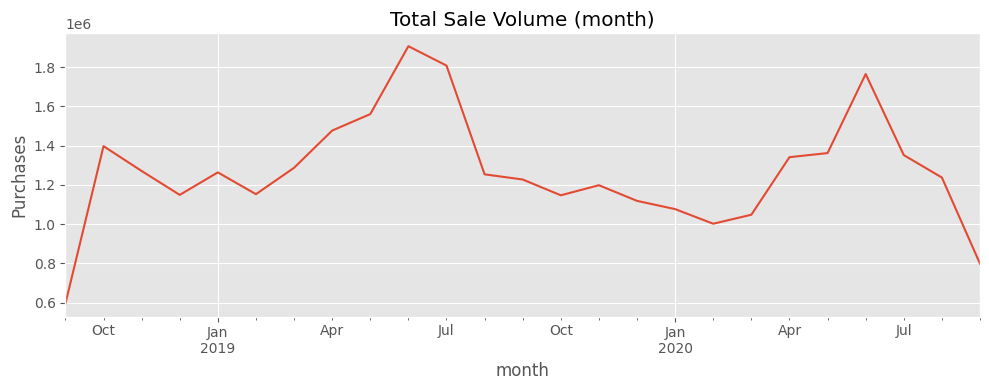 Total Sale Volume (month)
1e6
1.8
1.6
1.4
1.2
1.0
0.8
0.6
Purchases
Oct Jan Apr Jul Oct Jan Apr Jul
2019 2020
month